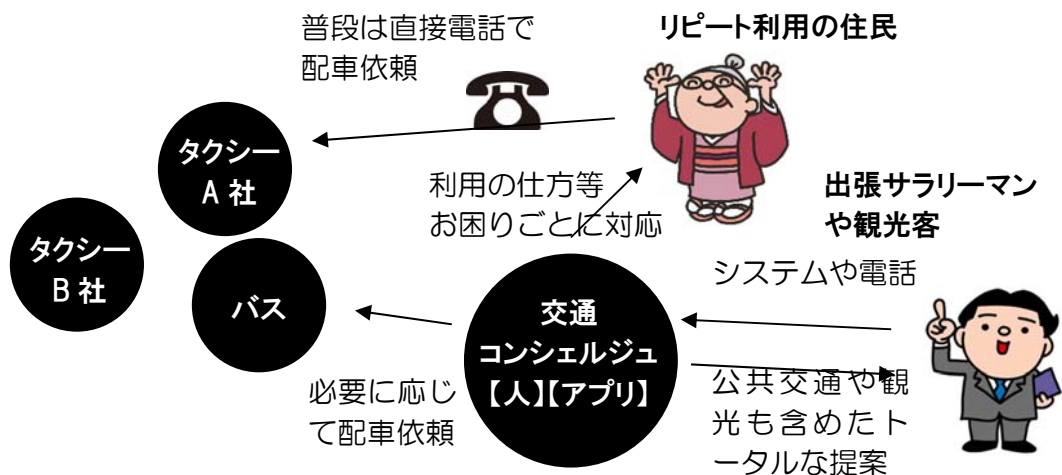 普段は直接電話で
配車依頼
リピート利用の住民
タクシー
A 社
利用の仕方等
お困りごとに対応
出張サラリーマン
や観光客
タクシー
B 社
バス
システムや電話
交通
コンシェルジュ
【人】【アプリ】
必要に応じ
て配車依頼
公共交通や観
光も含めたト
ータルな提案